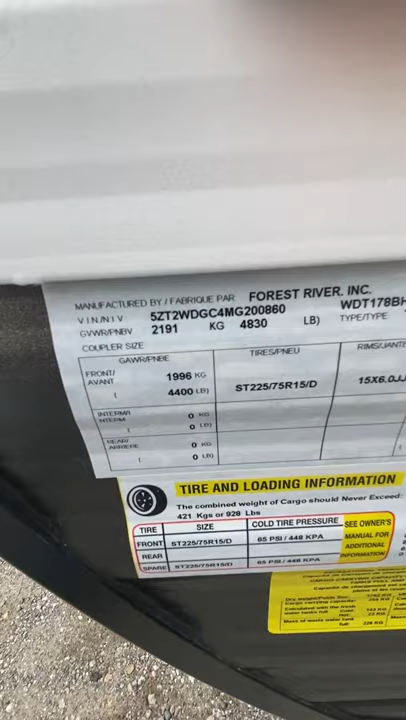 MANUFACTURED BY / FABRIQUE PAR FOREST RIVER, INC.
V I N / N I V 5ZT2WDGC4MG200860 WDT178BH
GVWR/PNBV 2191 KG 4830 LB) TYPE/TYPE
COUPLER SIZE
GAWR/PNBE TIRES/PNEU RIMS/JANTE
FRONT/ AVANT 1996 KG
( 4400 LB) ST225/75R15/D 15X6.0JJ
INTERM/ INTERM. 0 KG
( 0 LB)
REAR/ ARRIERE 0 KG
( 0 LB)
TIRE AND LOADING INFORMATION
The combined weight of Cargo should Never Exceed:
421 Kgs or 928 Lbs
TIRE SIZE COLD TIRE PRESSURE SEE OWNER'S
FRONT ST225/75R15/D 65 PSI / 448 KPA MANUAL FOR
REAR ADDITIONAL
SPARE ST225/75R15/D 65 PSI / 448 KPA INFORMATION